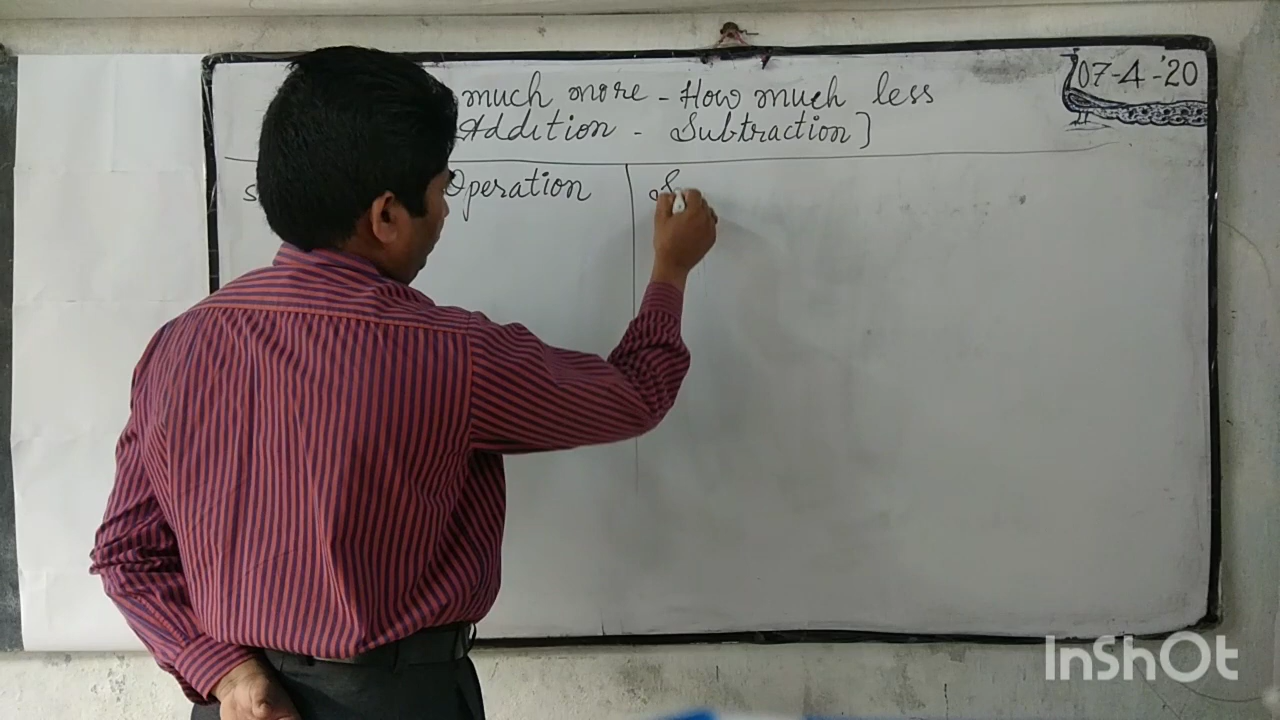 much more - How much less
Addition - Subtraction]
07-4-'20
S
Operation
S
InShOt